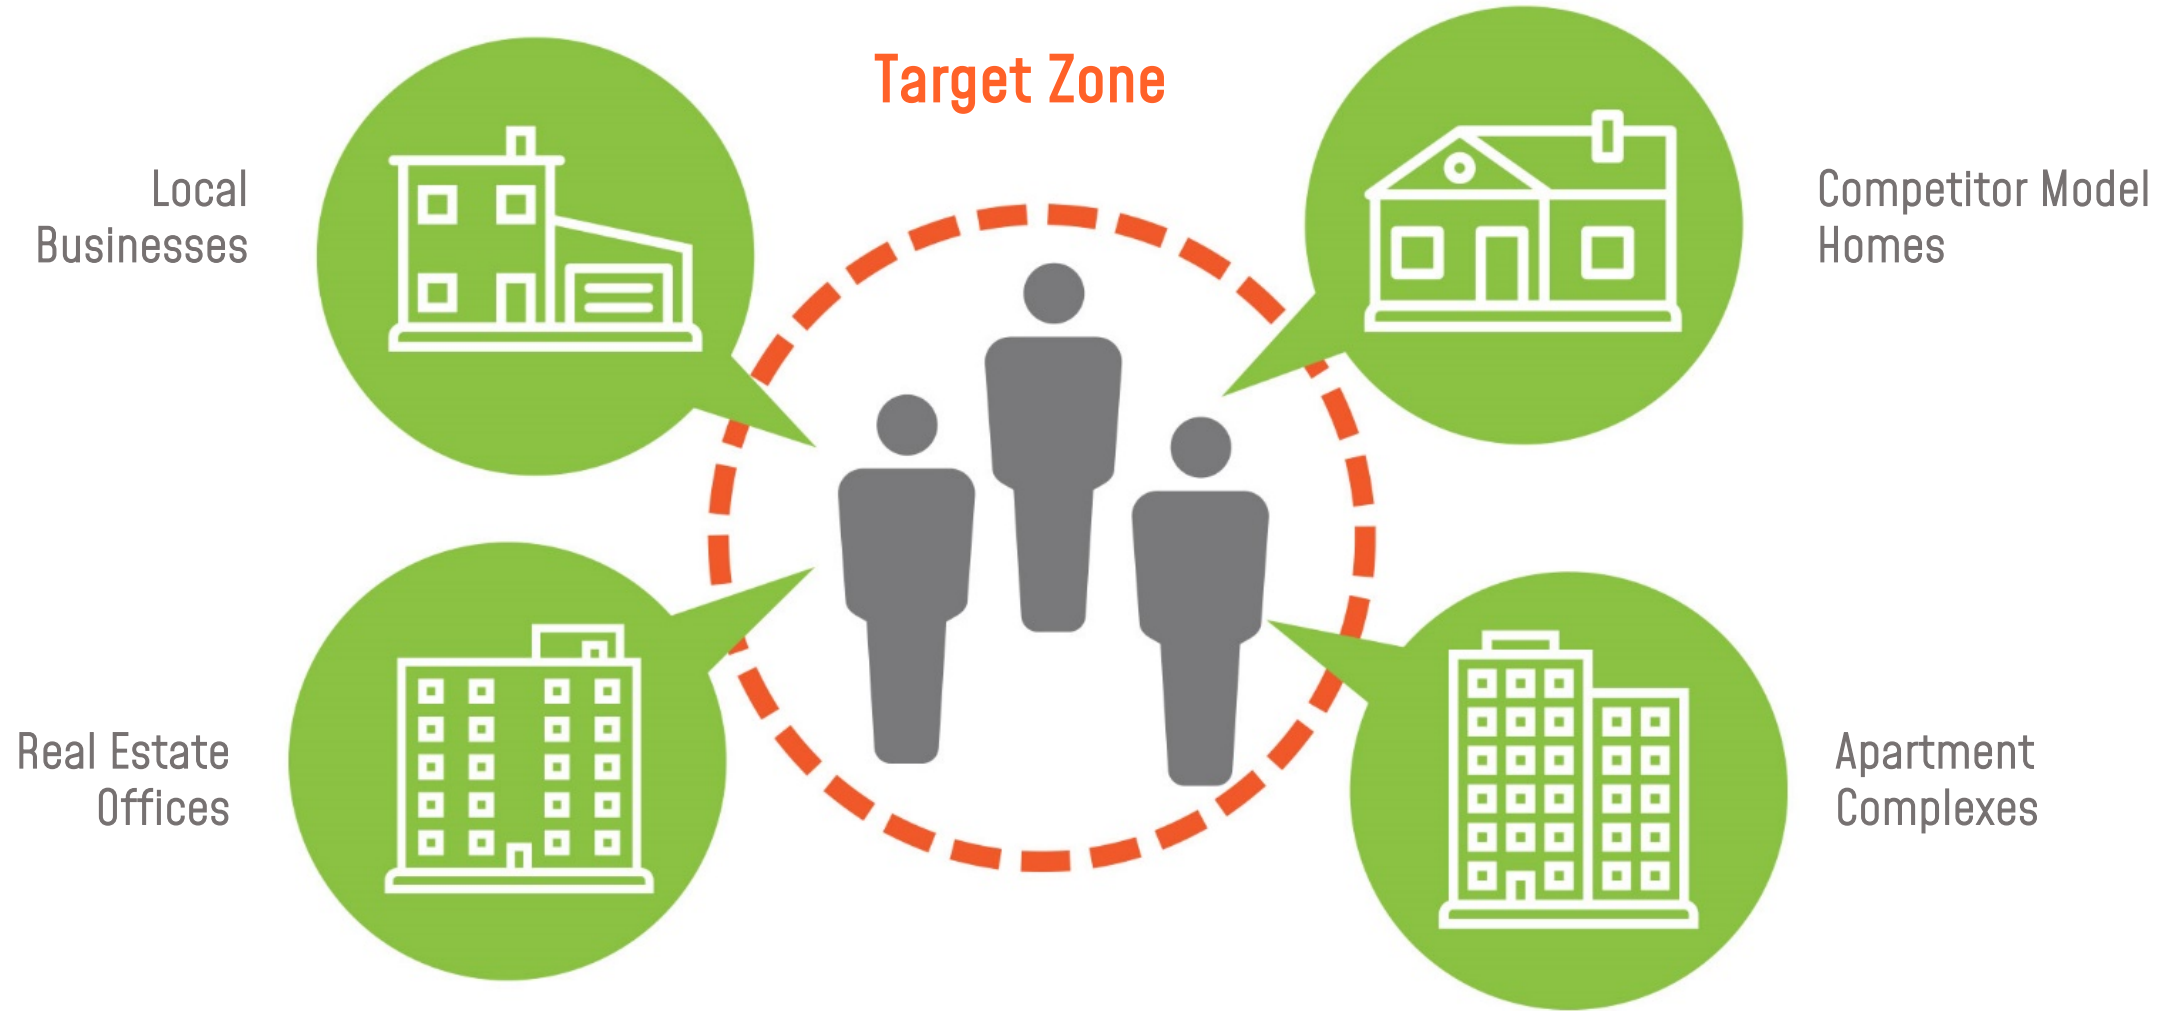 Target Zone
Local
Businesses
Competitor Model
Homes
Real Estate
Offices
Apartment
Complexes